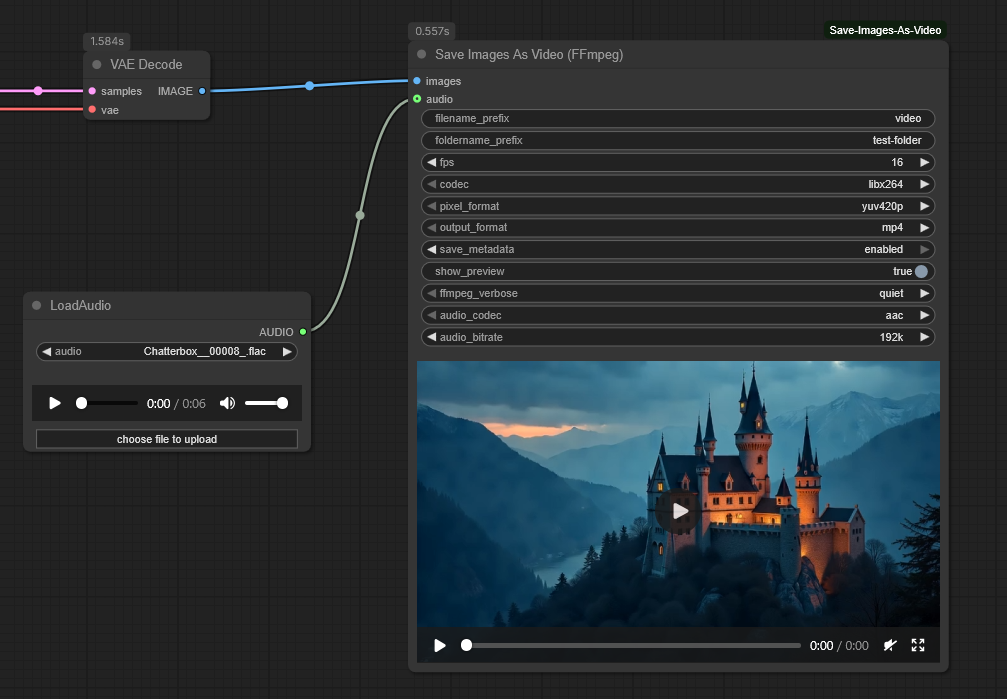 1.584s
VAE Decode
samples IMAGE
vae
0.557s
Save-Images-As-Video
Save Images As Video (FFmpeg)
images
audio
filename_prefix video
foldername_prefix test-folder
fps 16
codec libx264
pixel_format yuv420p
output_format mp4
save_metadata enabled
show_preview true
ffmpeg_verbose quiet
audio_codec aac
audio_bitrate 192k
LoadAudio
AUDIO
audio Chatterbox__00008_.flac
0:00 / 0:06
choose file to upload
0:00 / 0:00